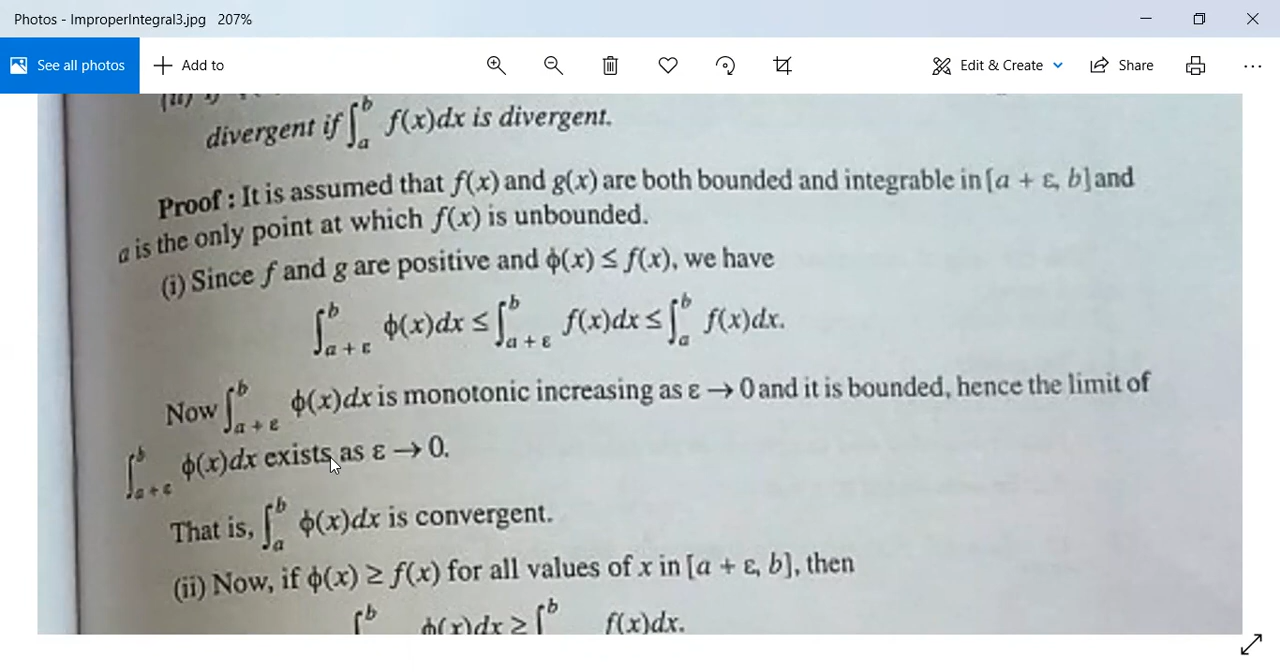 Photos - ImproperIntegral3.jpg 207%
See all photos
Add to
Edit & Create
Share
divergent if ∫_a^b f(x)dx is divergent.
Proof : It is assumed that f(x) and g(x) are both bounded and integrable in [a + ε, b] and
a is the only point at which f(x) is unbounded.
(i) Since f and g are positive and ϕ(x) ≤ f(x), we have
∫_{a + ε}^b ϕ(x)dx ≤ ∫_{a + ε}^b f(x)dx ≤ ∫_a^b f(x)dx.
Now ∫_{a + ε}^b ϕ(x)dx is monotonic increasing as ε → 0 and it is bounded, hence the limit of
∫_{a + ε}^b ϕ(x)dx exists as ε → 0.
That is, ∫_a^b ϕ(x)dx is convergent.
(ii) Now, if ϕ(x) ≥ f(x) for all values of x in [a + ε, b], then
∫^b ϕ(x)dx ≥ ∫^b f(x)dx.